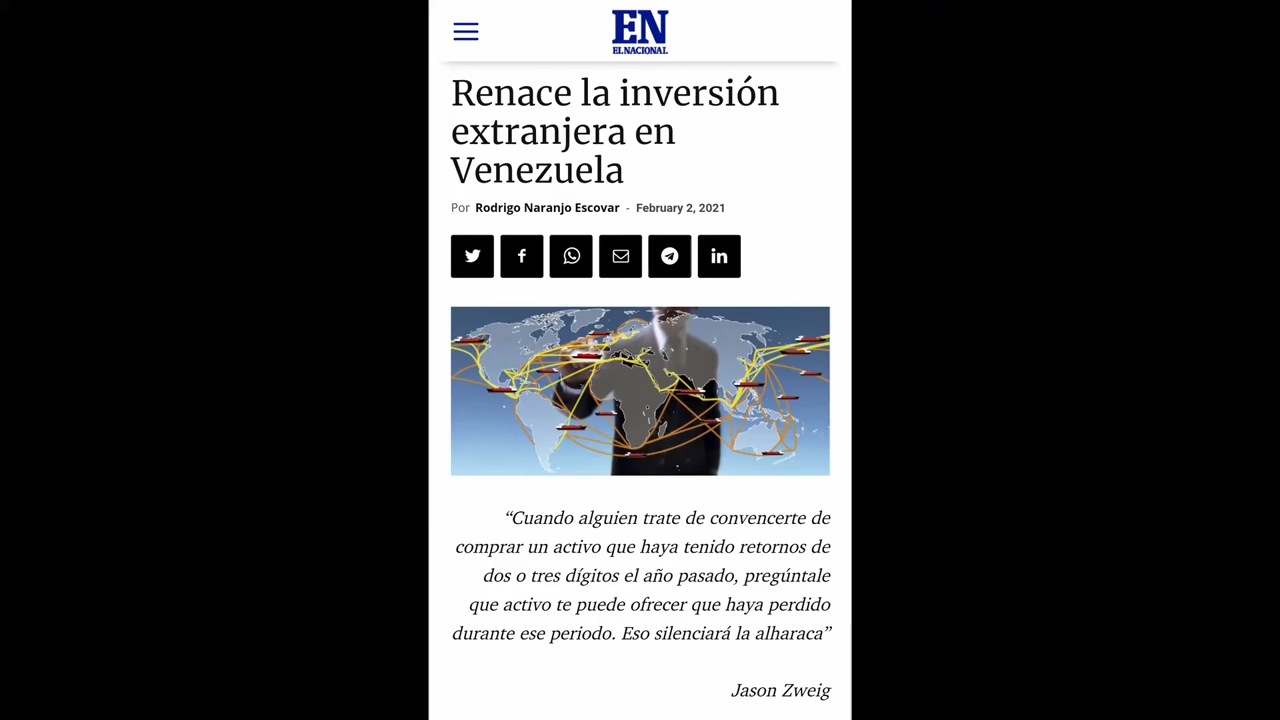 EN
EL NACIONAL
Renace la inversión
extranjera en
Venezuela
Por Rodrigo Naranjo Escovar - February 2, 2021
“Cuando alguien trate de convencerte de
comprar un activo que haya tenido retornos de
dos o tres dígitos el año pasado, pregúntale
que activo te puede ofrecer que haya perdido
durante ese periodo. Eso silenciará la alharaca”
Jason Zweig